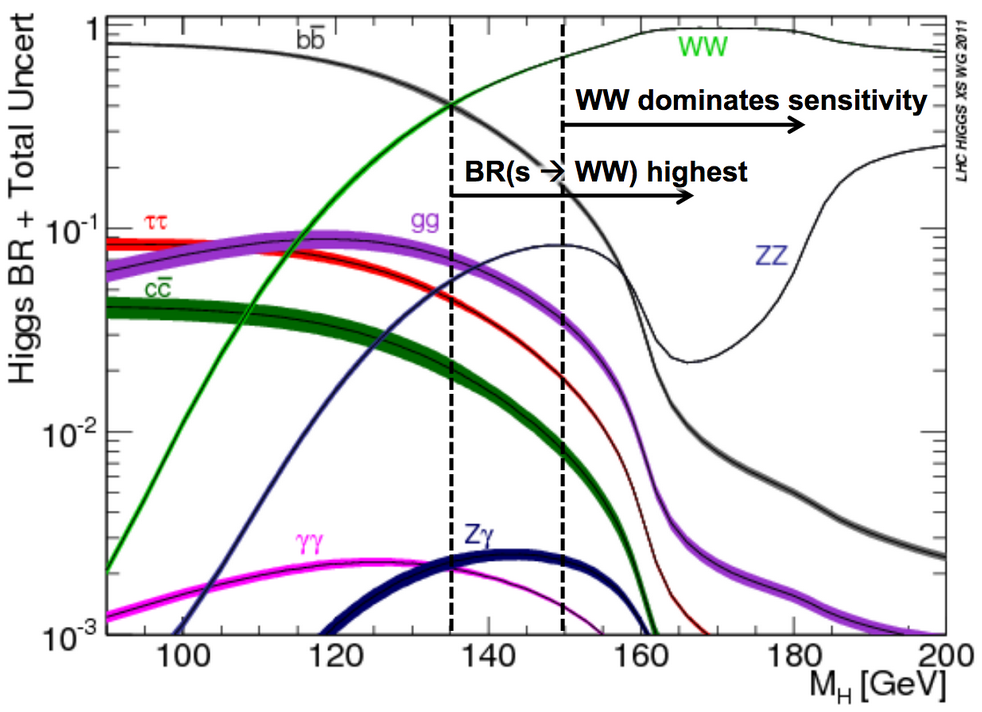 Higgs BR + Total Uncert
LHC HIGGS XS WG 2011
1
10⁻¹
10⁻²
10⁻³
bb̅
WW
WW dominates sensitivity
BR(s → WW) highest
ττ
gg
ZZ
cc̅
γγ
Zγ
100 120 140 160 180 200
M_H [GeV]